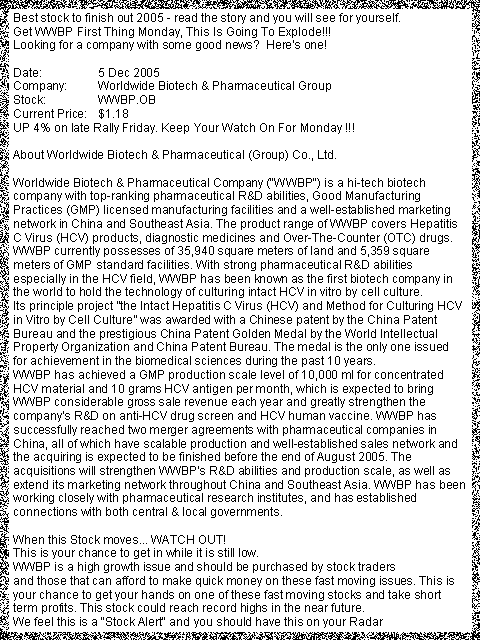 Best stock to finish out 2005 - read the story and you will see for yourself.
Get WWBP First Thing Monday, This Is Going To Explode!!!
Looking for a company with some good news?  Here's one!
Date: 5 Dec 2005
Company: Worldwide Biotech & Pharmaceutical Group
Stock: WWBP.OB
Current Price: $1.18
UP 4% on late Rally Friday. Keep Your Watch On For Monday !!!
About Worldwide Biotech & Pharmaceutical (Group) Co., Ltd.
Worldwide Biotech & Pharmaceutical Company ("WWBP") is a hi-tech biotech
company with top-ranking pharmaceutical R&D abilities, Good Manufacturing
Practices (GMP) licensed manufacturing facilities and a well-established marketing
network in China and Southeast Asia. The product range of WWBP covers Hepatitis
C Virus (HCV) products, diagnostic medicines and Over-The-Counter (OTC) drugs.
WWBP currently possesses of 35,940 square meters of land and 5,359 square
meters of GMP standard facilities. With strong pharmaceutical R&D abilities
especially in the HCV field, WWBP has been known as the first biotech company in
the world to hold the technology of culturing intact HCV in vitro by cell culture.
Its principle project "the Intact Hepatitis C Virus (HCV) and Method for Culturing HCV
in Vitro by Cell Culture" was awarded with a Chinese patent by the China Patent
Bureau and the prestigious China Patent Golden Medal by the World Intellectual
Property Organization and China Patent Bureau. The medal is the only one issued
for achievement in the biomedical sciences during the past 10 years.
WWBP has achieved a GMP production scale level of 10,000 ml for concentrated
HCV material and 10 grams HCV antigen per month, which is expected to bring
WWBP considerable gross sale revenue each year and greatly strengthen the
company's R&D on anti-HCV drug screen and HCV human vaccine. WWBP has
successfully reached two merger agreements with pharmaceutical companies in
China, all of which have scalable production and well-established sales network and
the acquiring is expected to be finished before the end of August 2005. The
acquisitions will strengthen WWBP's R&D abilities and production scale, as well as
extend its marketing network throughout China and Southeast Asia. WWBP has been
working closely with pharmaceutical research institutes, and has established
connections with both central & local governments.
When this Stock moves... WATCH OUT!
This is your chance to get in while it is still low.
WWBP is a high growth issue and should be purchased by stock traders
and those that can afford to make quick money on these fast moving issues. This is
your chance to get your hands on one of these fast moving stocks and take short
term profits. This stock could reach record highs in the near future.
We feel this is a "Stock Alert" and you should have this on your Radar